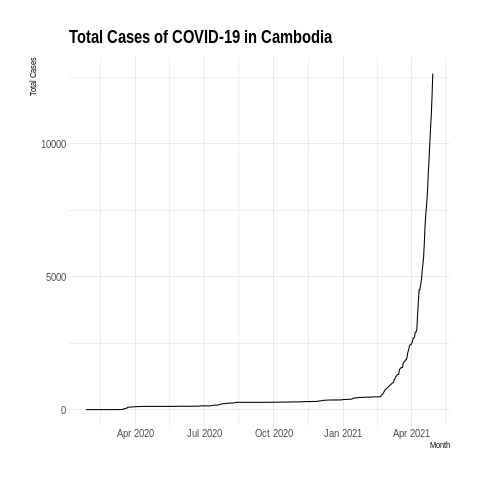 Total Cases of COVID-19 in Cambodia
Total Cases
10000
5000
0
Apr 2020
Jul 2020
Oct 2020
Jan 2021
Apr 2021
Month